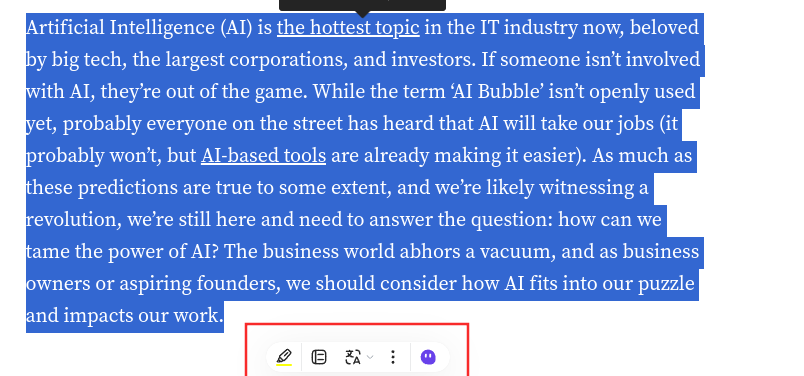 Artificial Intelligence (AI) is the hottest topic in the IT industry now, beloved
by big tech, the largest corporations, and investors. If someone isn’t involved
with AI, they’re out of the game. While the term ‘AI Bubble’ isn’t openly used
yet, probably everyone on the street has heard that AI will take our jobs (it
probably won’t, but AI-based tools are already making it easier). As much as
these predictions are true to some extent, and we’re likely witnessing a
revolution, we’re still here and need to answer the question: how can we
tame the power of AI? The business world abhors a vacuum, and as business
owners or aspiring founders, we should consider how AI fits into our puzzle
and impacts our work.